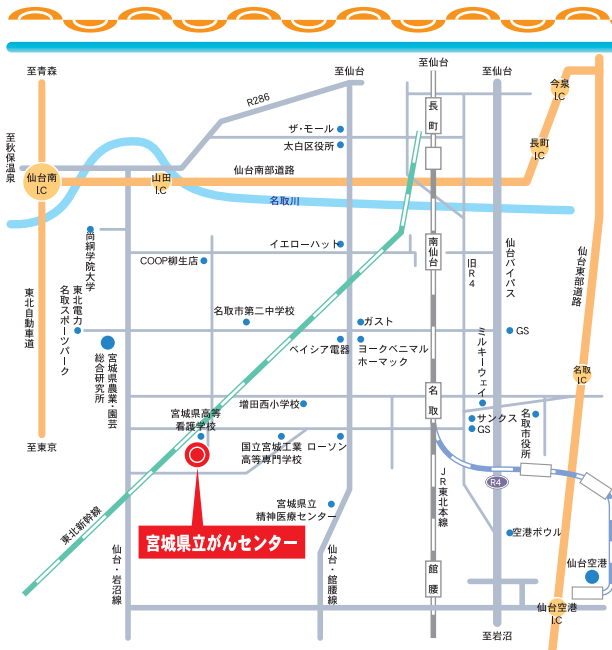 至青森
至仙台
至仙台
至仙台
R286
今泉
I.C
長町
ザ・モール
太白区役所
長町
I.C
至秋保温泉
仙台南
I.C
山田
I.C
仙台南部道路
名取川
尚絅学院大学
イエローハット
南仙台
旧R4
仙台バイパス
仙台東部道路
COOP柳生店
東北自動車道
東北電力
名取スポーツパーク
宮城県農業・園芸
総合研究所
名取市第二中学校
ガスト
ベイシア電器
ヨークベニマル
ホーマック
ミルキーウェイ
GS
名取
I.C
名取
増田西小学校
宮城県高等
看護学校
国立宮城工業
高等専門学校
ローソン
サンクス
GS
名取市役所
至東京
JR東北本線
R4
宮城県立
精神医療センター
東北新幹線
宮城県立がんセンター
空港ボウル
仙台空港
仙台・岩沼線
仙台・館腰線
館腰
仙台空港
I.C
至岩沼